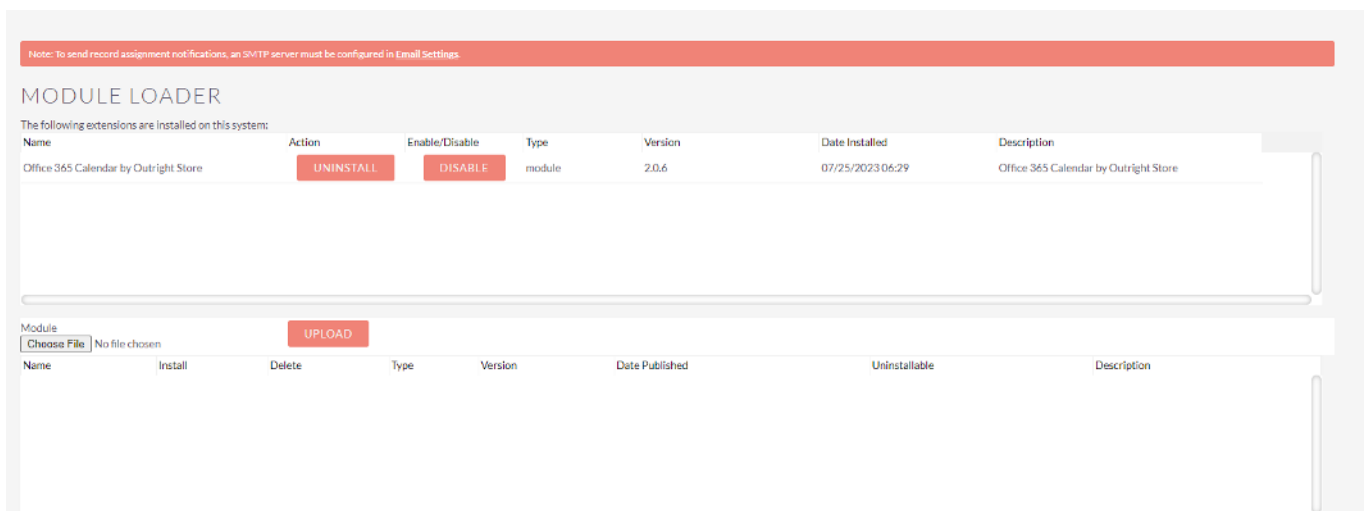 Note: To send record assignment notifications, an SMTP server must be configured in Email Settings.
MODULE LOADER
The following extensions are installed on this system:
Name Action Enable/Disable Type Version Date Installed Description
Office 365 Calendar by Outright Store UNINSTALL DISABLE module 2.0.6 07/25/2023 06:29 Office 365 Calendar by Outright Store
Module
UPLOAD
Choose File No file chosen
Name Install Delete Type Version Date Published Uninstallable Description